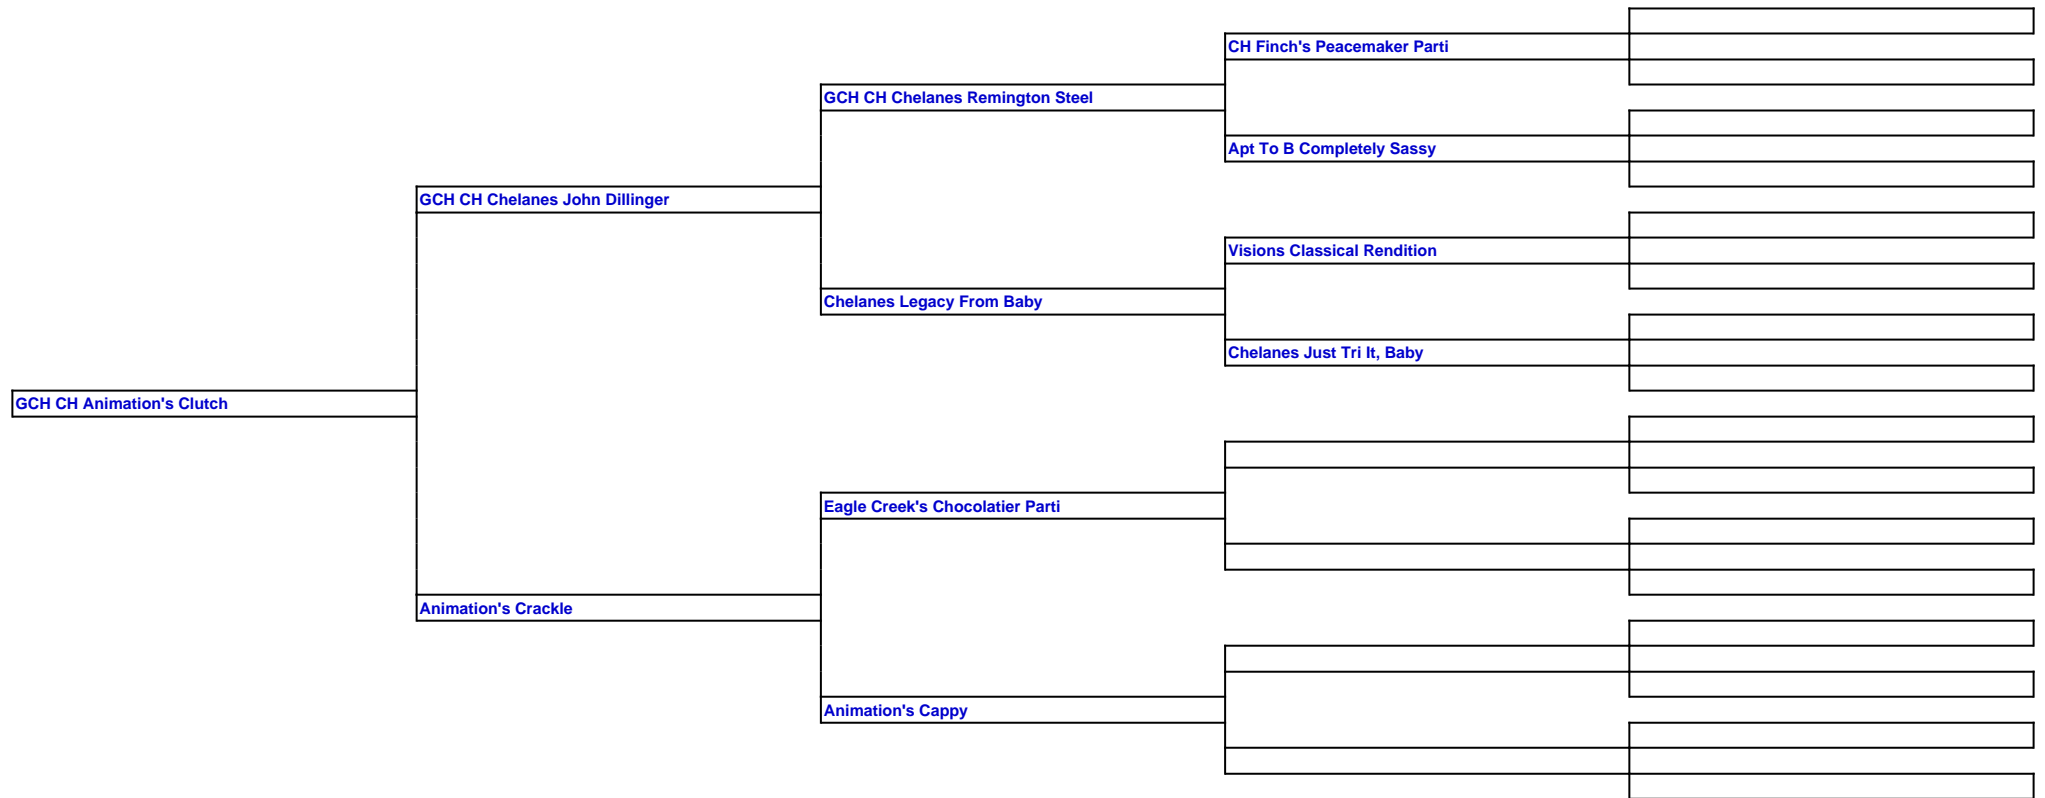 CH Finch's Peacemaker Parti
GCH CH Chelanes Remington Steel
Apt To B Completely Sassy
GCH CH Chelanes John Dillinger
Visions Classical Rendition
Chelanes Legacy From Baby
Chelanes Just Tri It, Baby
GCH CH Animation's Clutch
Eagle Creek's Chocolatier Parti
Animation's Crackle
Animation's Cappy